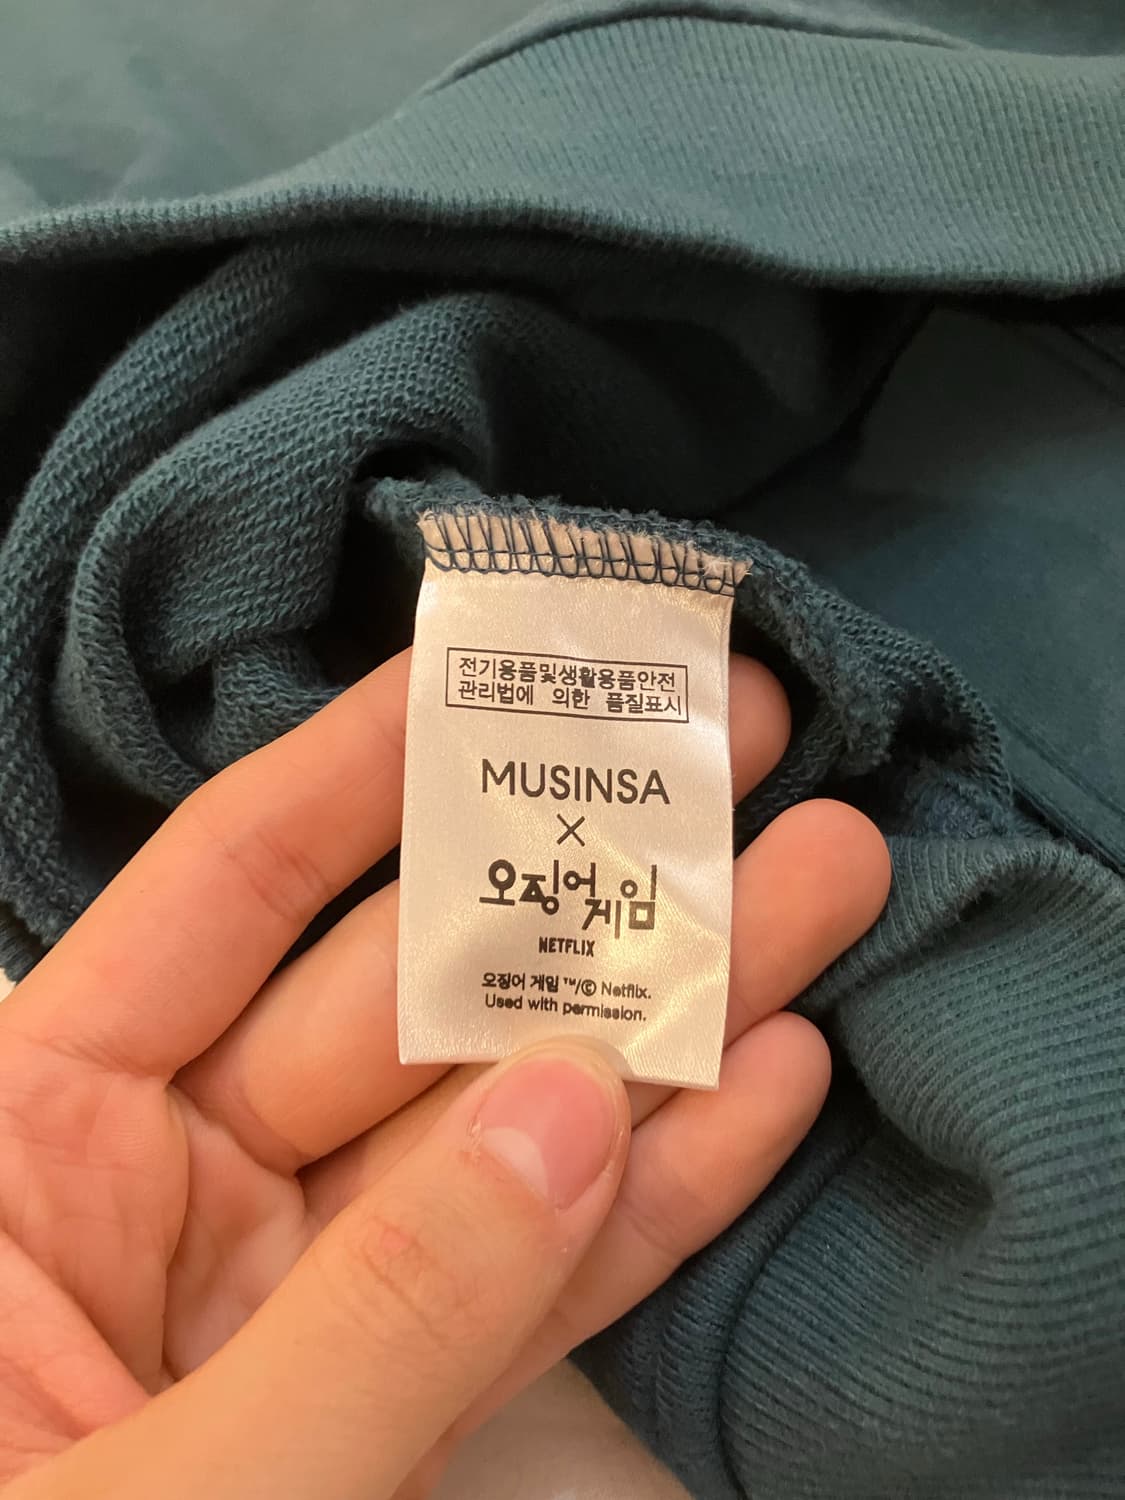 전기용품및생활용품안전
관리법에 의한 품질표시
MUSINSA
×
오징어게임
NETFLIX
오징어 게임 ™/© Netflix.
Used with permission.